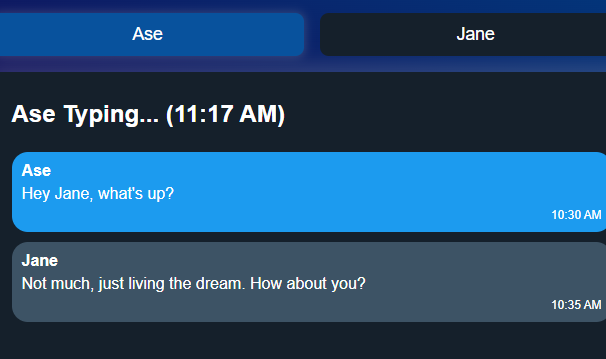 Ase
Jane
Ase Typing... (11:17 AM)
Ase
Hey Jane, what's up?
10:30 AM
Jane
Not much, just living the dream. How about you?
10:35 AM